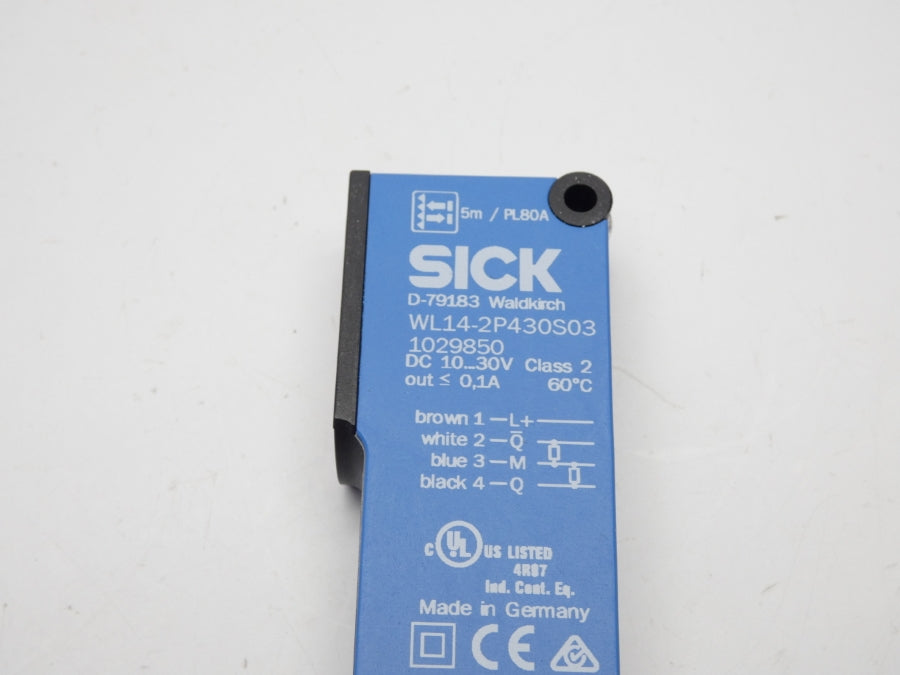 5m / PL80A
SICK
D-79183 Waldkirch
WL14-2P430S03
1029850
DC 10...30V Class 2
out ≤ 0,1A 60°C
brown 1 — L+
white 2 — Q̅
blue 3 — M
black 4 — Q
C UL US LISTED
4R87
Ind. Cont. Eq.
Made in Germany
CE